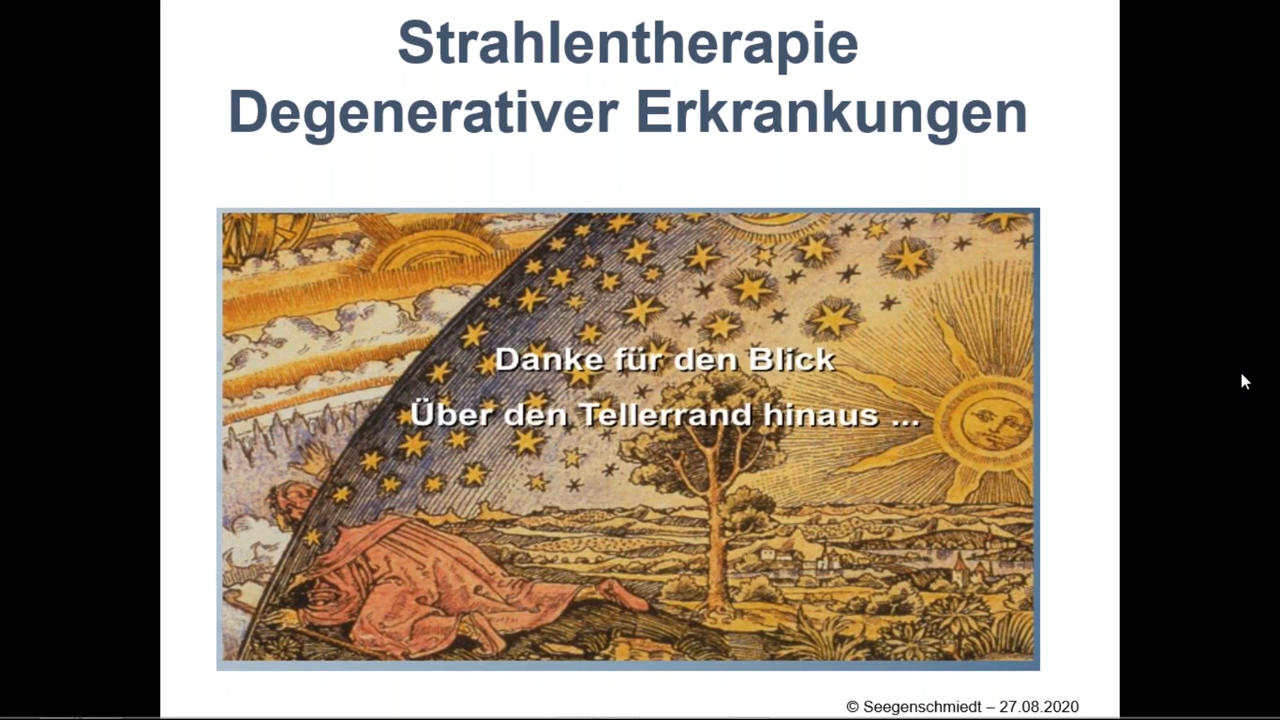 Strahlentherapie
Degenerativer Erkrankungen
Danke für den Blick
Über den Tellerrand hinaus ...
© Seegenschmiedt – 27.08.2020